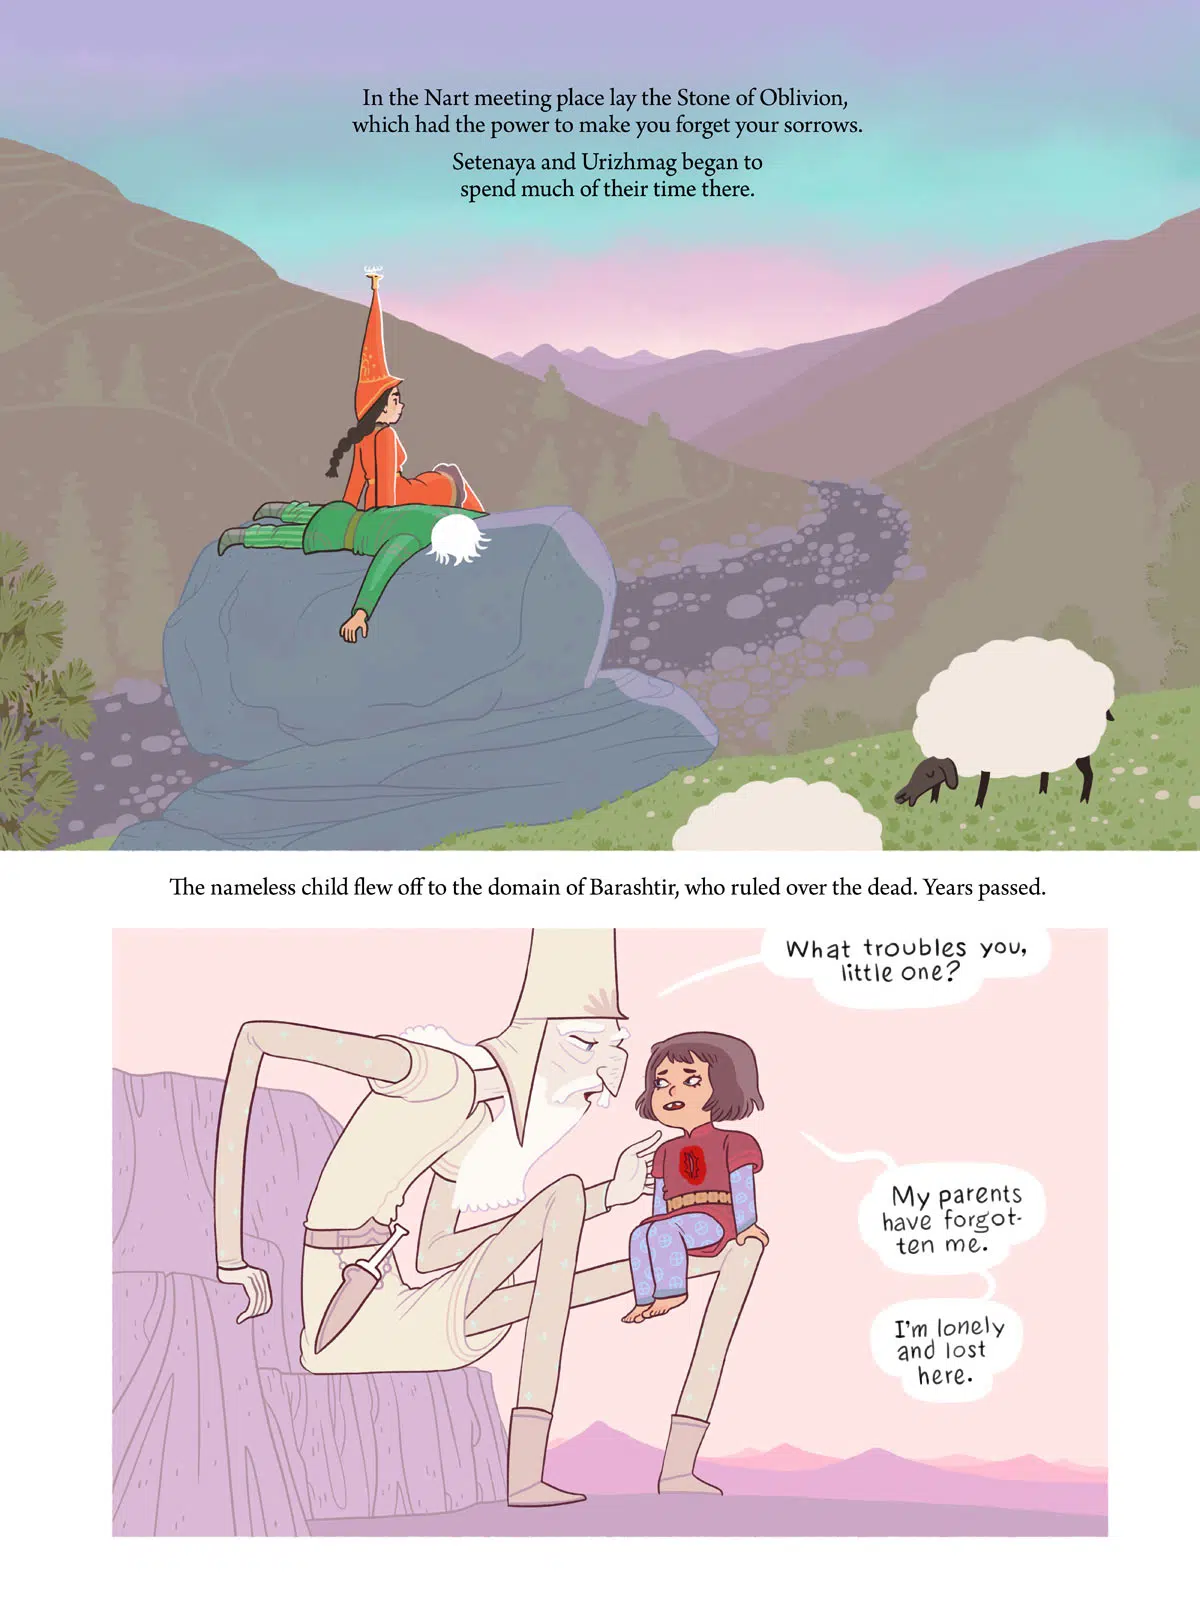 In the Nart meeting place lay the Stone of Oblivion,
which had the power to make you forget your sorrows.
Setenaya and Urizhmag began to
spend much of their time there.
The nameless child flew off to the domain of Barashtir, who ruled over the dead. Years passed.
What troubles you,
little one?
My parents
have forgot-
ten me.
I'm lonely
and lost
here.